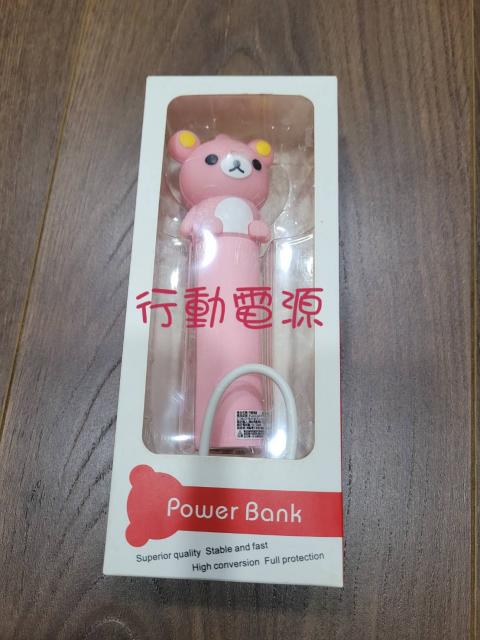 行動電源
Power Bank
Superior quality Stable and fast
High conversion Full protection